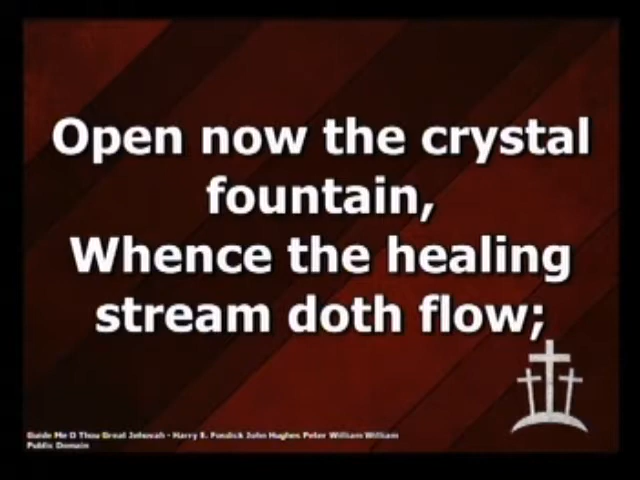 Open now the crystal
fountain,
Whence the healing
stream doth flow;
Guide Me O Thou Great Jehovah - Harry E. Fosdick John Hughes Peter William William
Public Domain